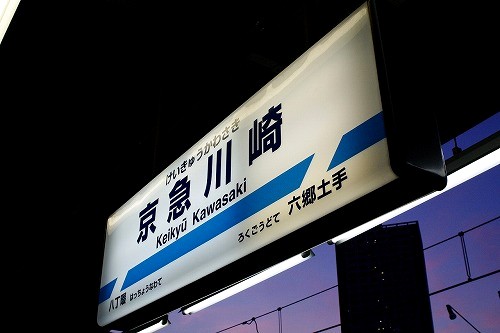 けいきゅうかわさき
京急川崎
Keikyū Kawasaki
八丁畷 はっちょうなわて
ろくごうどて 六郷土手